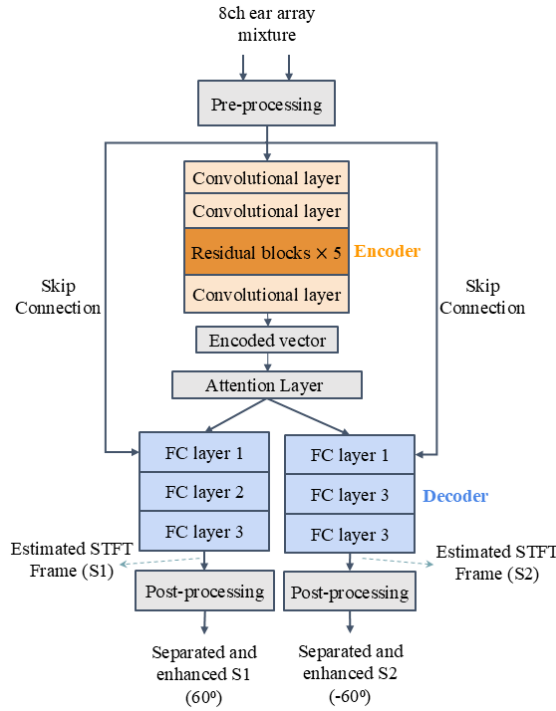 8ch ear array
mixture
Pre-processing
Convolutional layer
Convolutional layer
Residual blocks × 5
Encoder
Convolutional layer
Skip
Connection
Skip
Connection
Encoded vector
Attention Layer
FC layer 1
FC layer 2
FC layer 3
FC layer 1
FC layer 3
FC layer 3
Decoder
Estimated STFT
Frame (S1)
Estimated STFT
Frame (S2)
Post-processing
Post-processing
Separated and
enhanced S1
(60º)
Separated and
enhanced S2
(-60º)